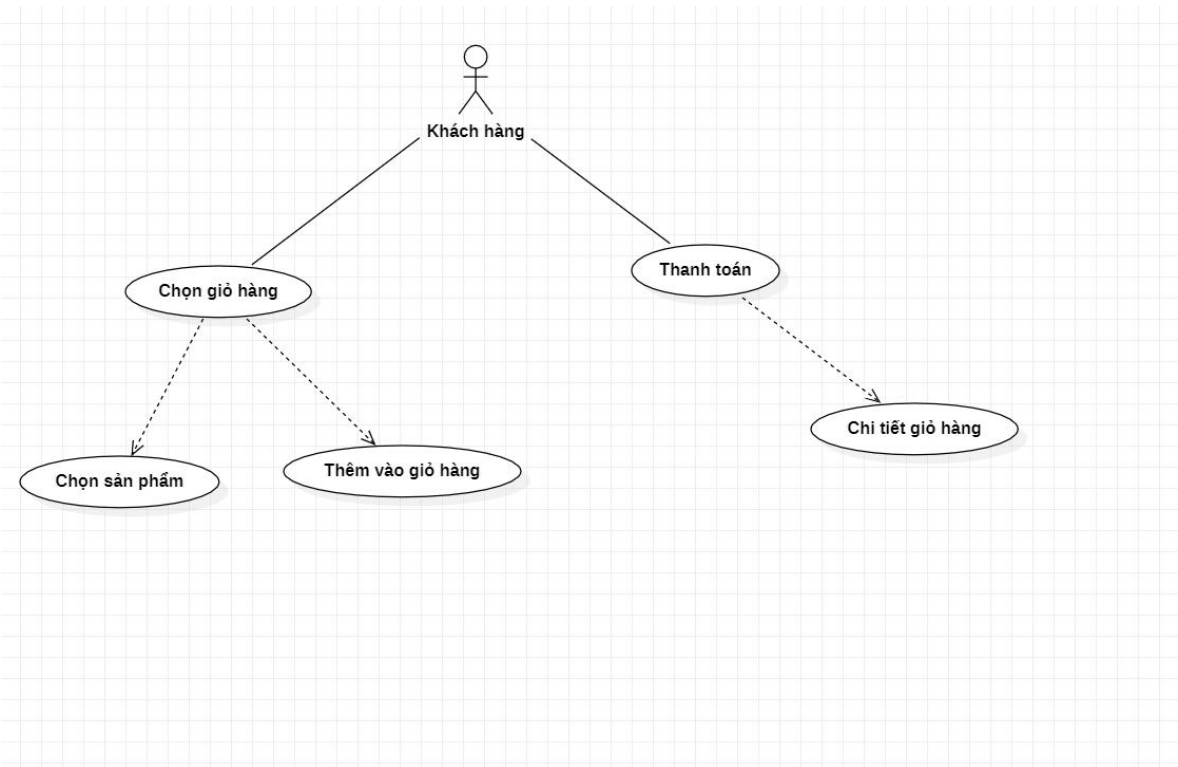 Khách hàng
Chọn giỏ hàng
Thanh toán
Chọn sản phẩm
Thêm vào giỏ hàng
Chi tiết giỏ hàng